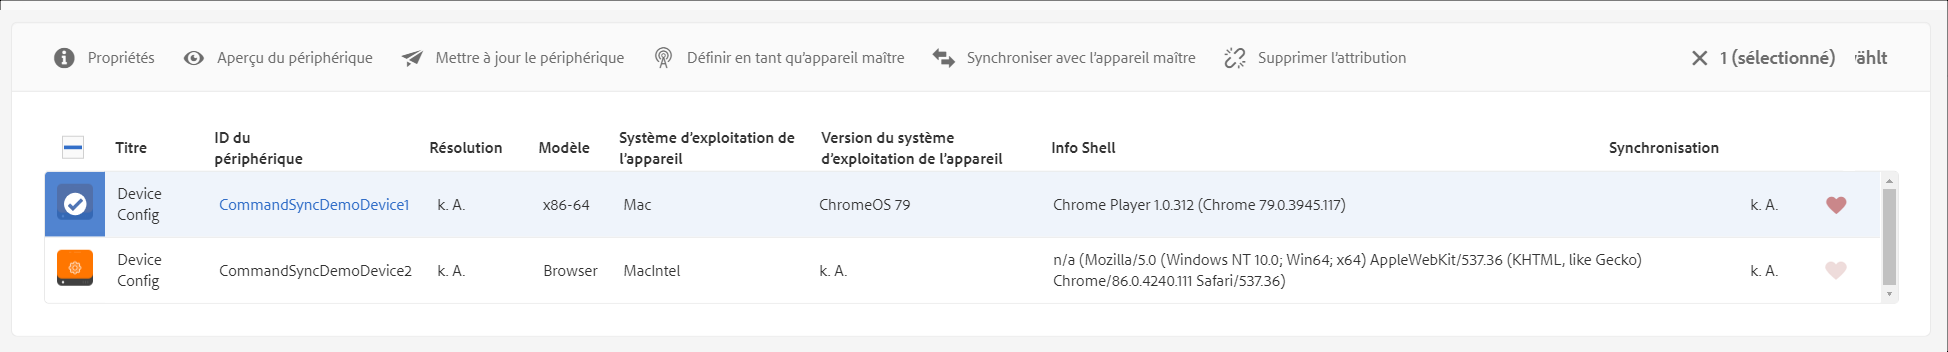 Propriétés Aperçu du périphérique Mettre à jour le périphérique Définir en tant qu’appareil maître Synchroniser avec l’appareil maître Supprimer l’attribution 1 (sélectionné) ählt
Titre ID du périphérique Résolution Modèle Système d’exploitation de l’appareil Version du système d’exploitation de l’appareil Info Shell Synchronisation
Device Config CommandSyncDemoDevice1 k. A. x86-64 Mac ChromeOS 79 Chrome Player 1.0.312 (Chrome 79.0.3945.117) k. A.
Device Config CommandSyncDemoDevice2 k. A. Browser MacIntel k. A. n/a (Mozilla/5.0 (Windows NT 10.0; Win64; x64) AppleWebKit/537.36 (KHTML, like Gecko) Chrome/86.0.4240.111 Safari/537.36) k. A.